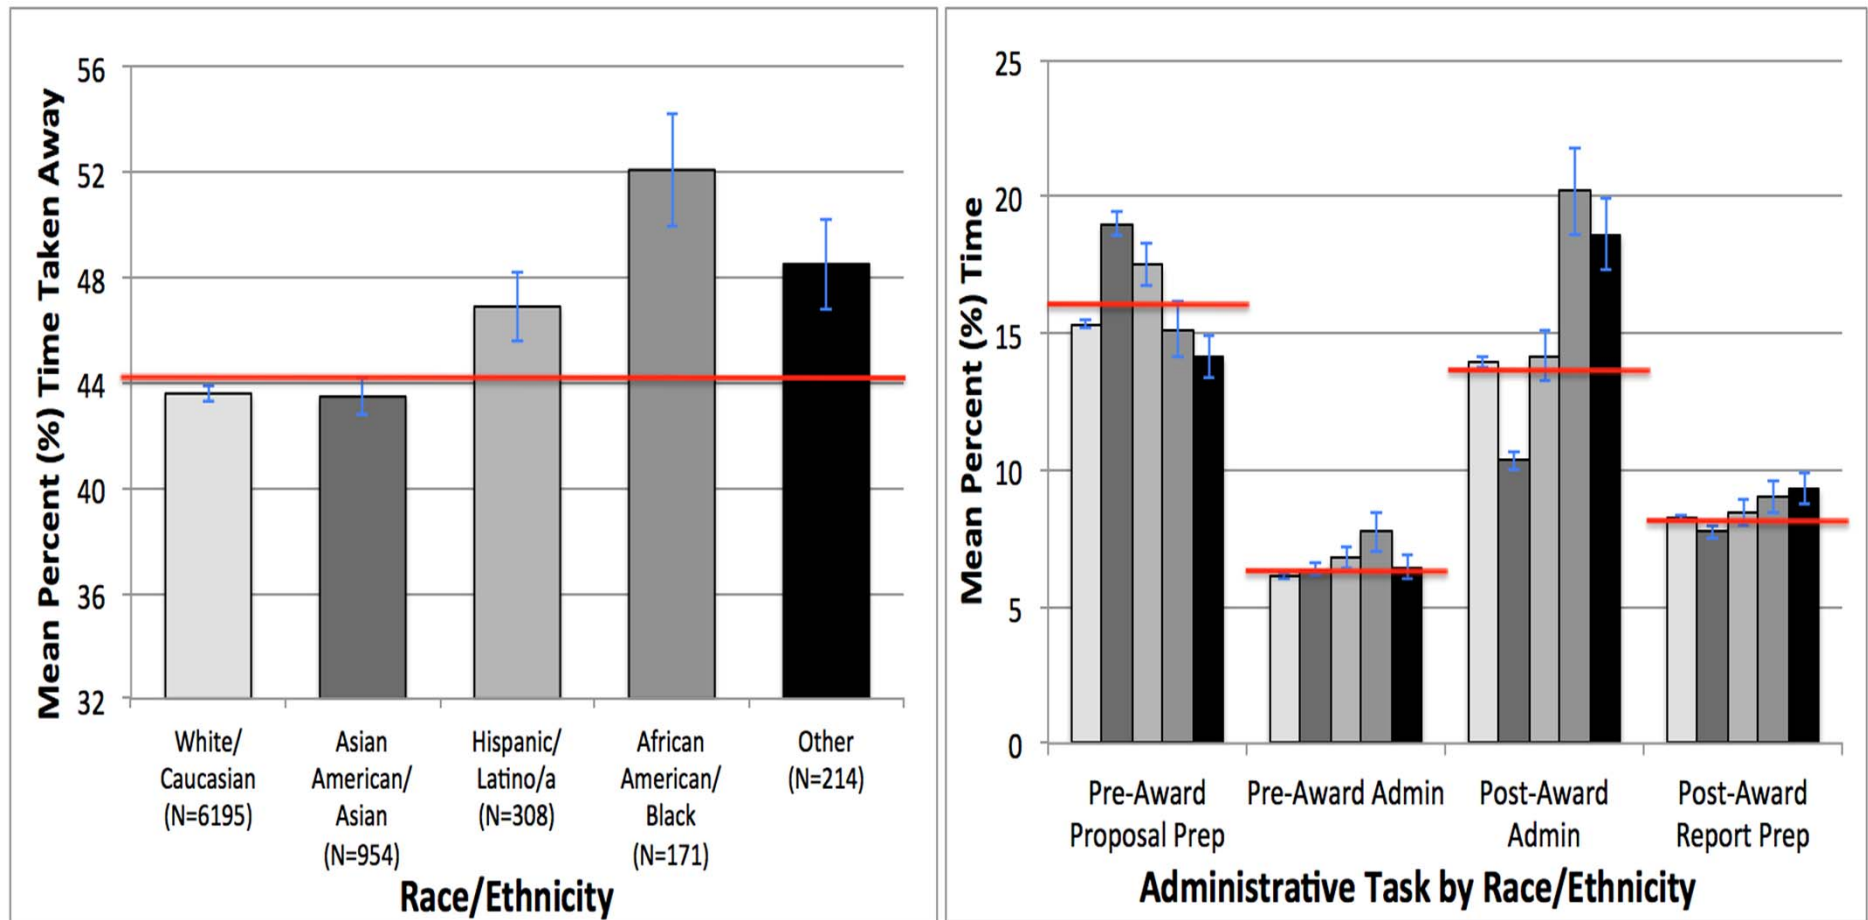 Mean Percent (%) Time Taken Away
56
52
48
44
40
36
32
White/
Caucasian
(N=6195)
Asian
American/
Asian
(N=954)
Hispanic/
Latino/a
(N=308)
African
American/
Black
(N=171)
Other
(N=214)
Race/Ethnicity
Mean Percent (%) Time
25
20
15
10
5
0
Pre-Award
Proposal Prep
Pre-Award Admin
Post-Award
Admin
Post-Award
Report Prep
Administrative Task by Race/Ethnicity